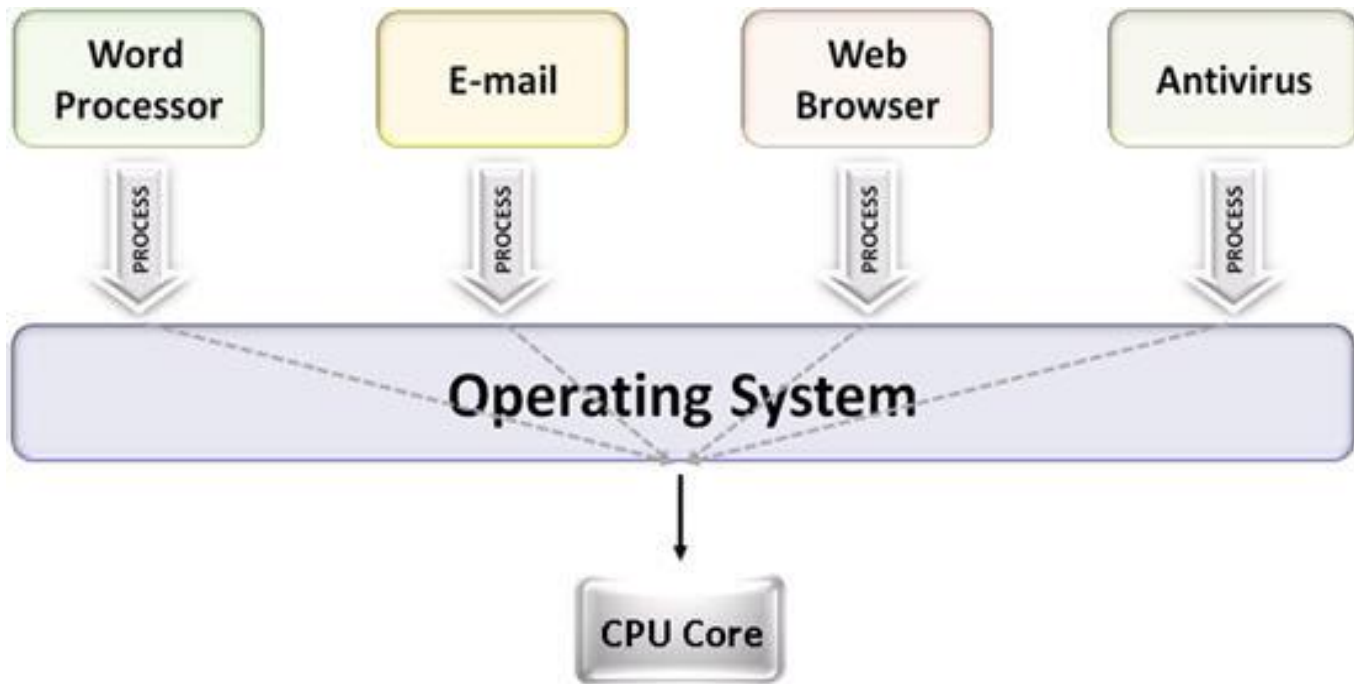 Word
Processor
E-mail
Web
Browser
Antivirus
PROCESS
PROCESS
PROCESS
PROCESS
Operating System
CPU Core